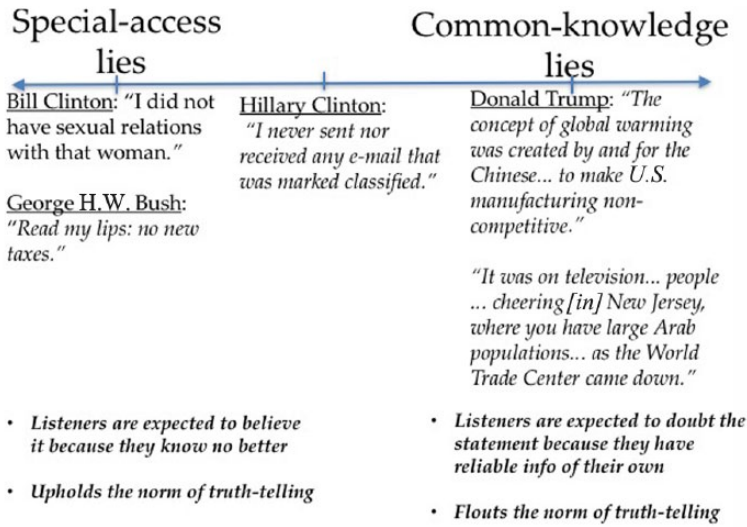 Special-access
lies
Common-knowledge
lies
Bill Clinton: “I did not
have sexual relations
with that woman.”
George H.W. Bush:
“Read my lips: no new
taxes.”
Hillary Clinton:
“I never sent nor
received any e-mail that
was marked classified.”
Donald Trump: “The
concept of global warming
was created by and for the
Chinese... to make U.S.
manufacturing non-
competitive.”
“It was on television... people
... cheering [in] New Jersey,
where you have large Arab
populations... as the World
Trade Center came down.”
• Listeners are expected to believe
it because they know no better
• Upholds the norm of truth-telling
• Listeners are expected to doubt the
statement because they have
reliable info of their own
• Flouts the norm of truth-telling